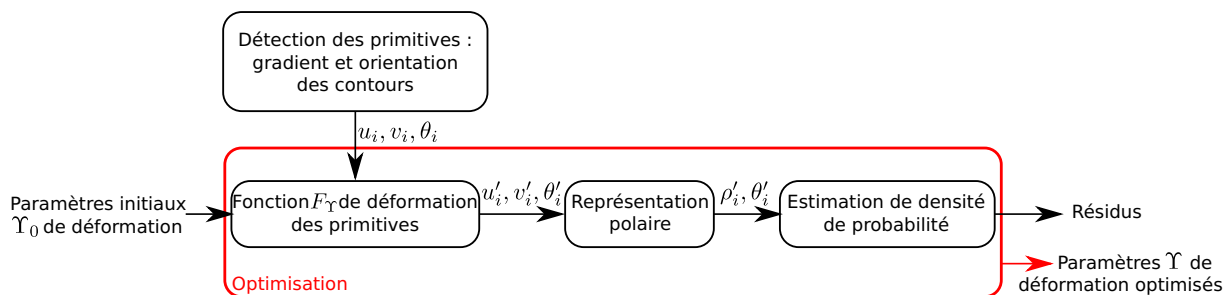 Détection des primitives :
gradient et orientation
des contours
u_i, v_i, θ_i
Paramètres initiaux
ϒ_0 de déformation
Fonction F_ϒ de déformation
des primitives
u'_i, v'_i, θ'_i
Représentation
polaire
ρ'_i, θ'_i
Estimation de densité
de probabilité
Résidus
Optimisation
Paramètres ϒ de
déformation optimisés